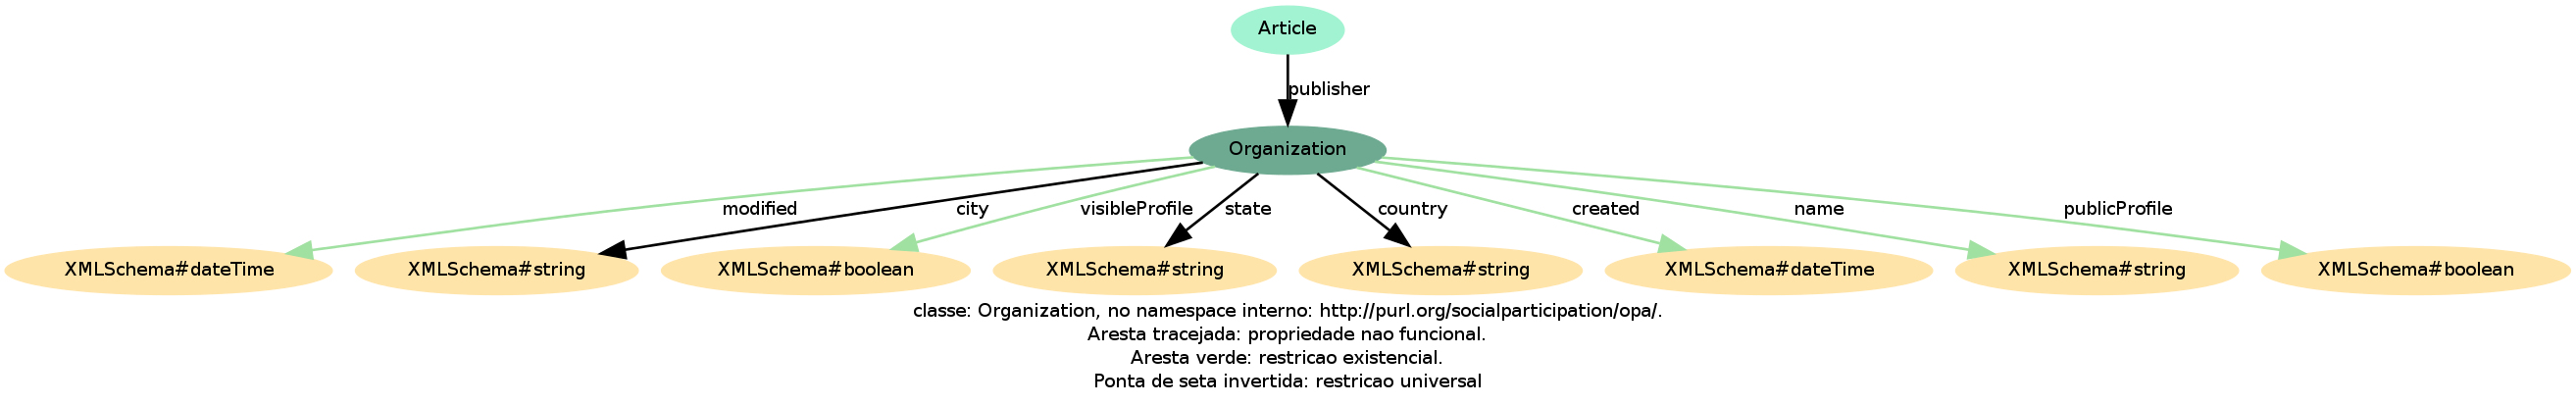 Article
publisher
Organization
modified
city
visibleProfile
state
country
created
name
publicProfile
XMLSchema#dateTime
XMLSchema#string
XMLSchema#boolean
XMLSchema#string
XMLSchema#string
XMLSchema#dateTime
XMLSchema#string
XMLSchema#boolean
classe: Organization, no namespace interno: http://purl.org/socialparticipation/opa/.
Aresta tracejada: propriedade nao funcional.
Aresta verde: restricao existencial.
Ponta de seta invertida: restricao universal